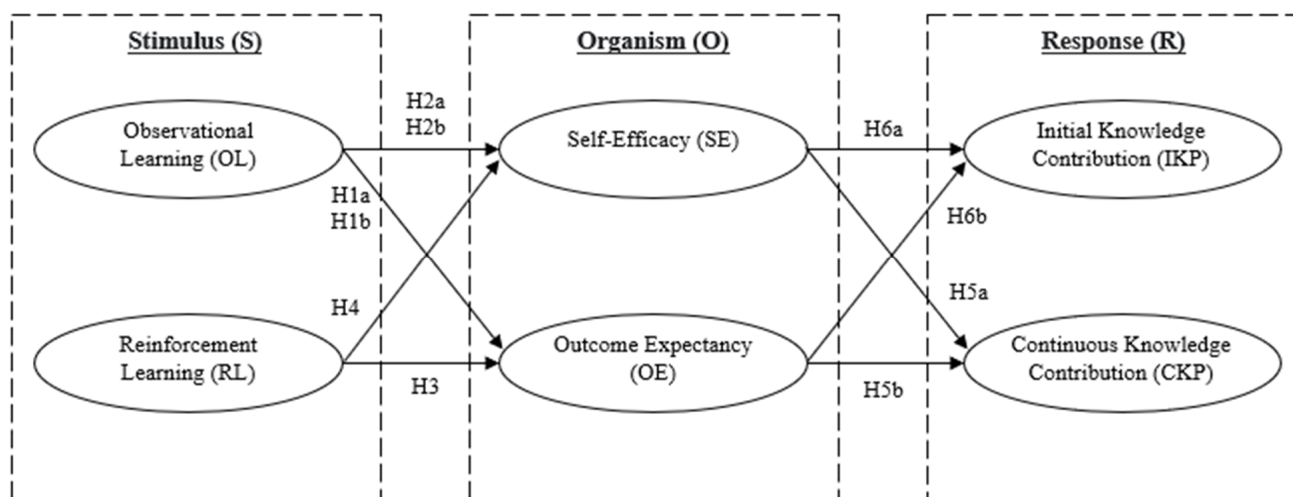 Stimulus (S)
Organism (O)
Response (R)
Observational
Learning (OL)
H2a
H2b
Self-Efficacy (SE)
H6a
Initial Knowledge
Contribution (IKP)
H1a
H1b
H6b
H4
H5a
Reinforcement
Learning (RL)
H3
Outcome Expectancy
(OE)
H5b
Continuous Knowledge
Contribution (CKP)